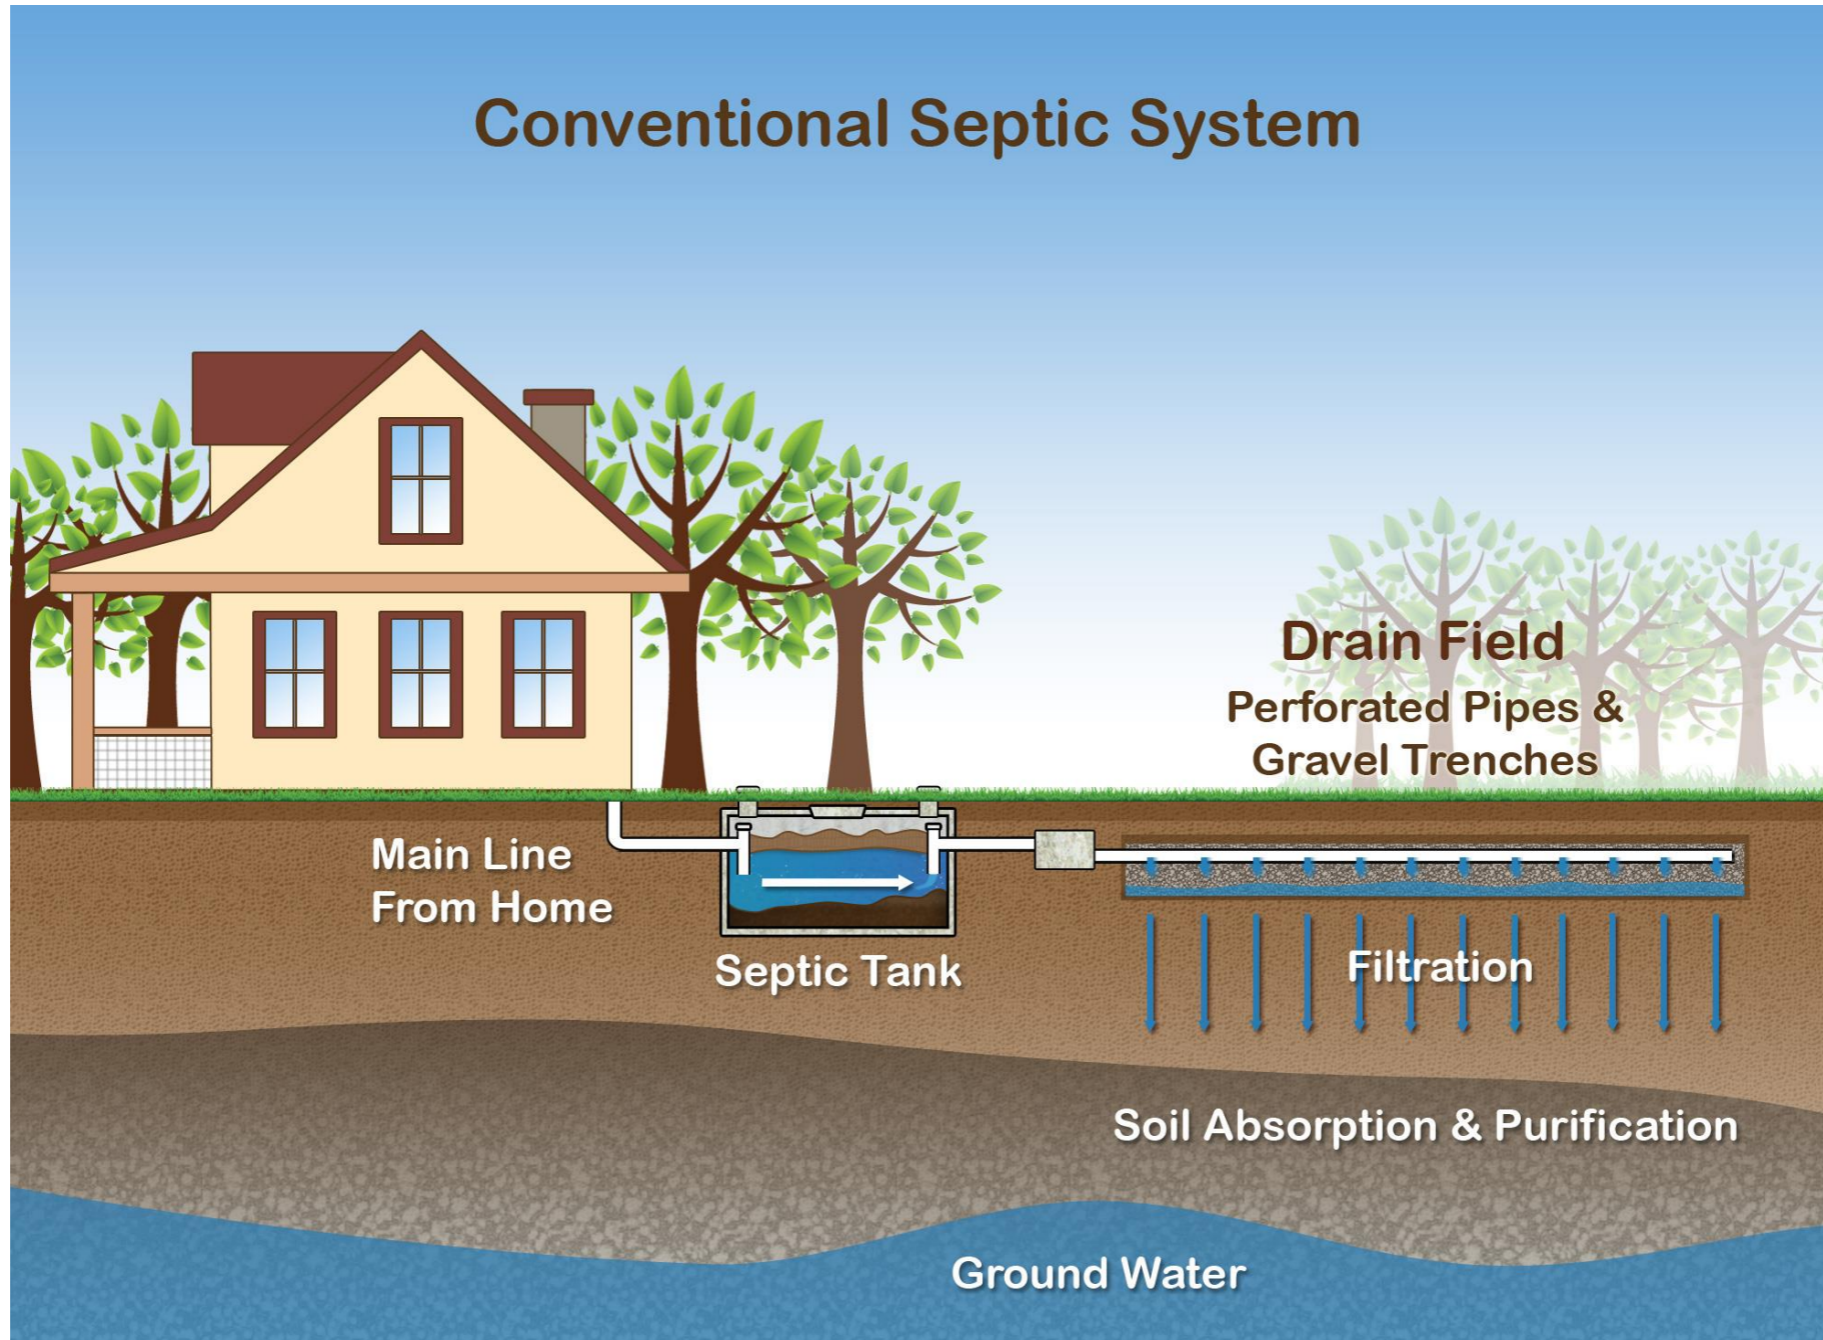 Conventional Septic System
Drain Field
Perforated Pipes &
Gravel Trenches
Main Line
From Home
Septic Tank
Filtration
Soil Absorption & Purification
Ground Water